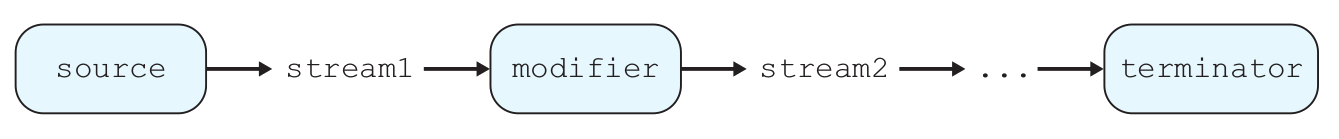 source stream1 modifier stream2 ... terminator